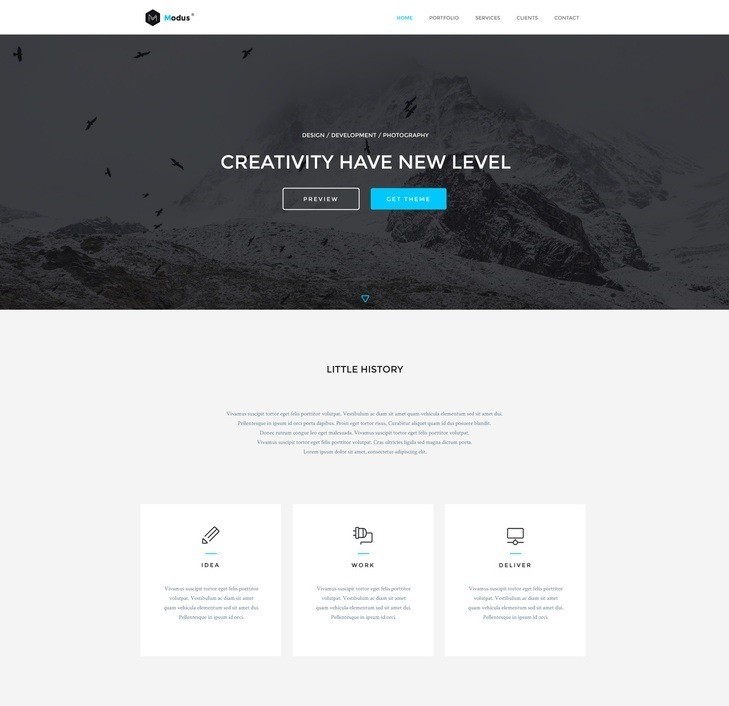 Modus®
HOME PORTFOLIO SERVICES CLIENTS CONTACT
DESIGN / DEVELOPMENT / PHOTOGRAPHY
CREATIVITY HAVE NEW LEVEL
PREVIEW GET THEME
LITTLE HISTORY
Vivamus suscipit tortor eget felis porttitor volutpat. Vestibulum ac diam sit amet quam vehicula elementum sed sit amet dui.
Pellentesque in ipsum id orci porta dapibus. Proin eget tortor risus. Curabitur aliquet quam id dui posuere blandit.
Donec rutrum congue leo eget malesuada. Vivamus suscipit tortor eget felis porttitor volutpat.
Vivamus suscipit tortor eget felis porttitor volutpat. Cras ultricies ligula sed magna dictum porta.
Lorem ipsum dolor sit amet, consectetur adipiscing elit.
IDEA
Vivamus suscipit tortor eget felis porttitor
volutpat. Vestibulum ac diam sit amet
quam vehicula elementum sed sit amet dui.
Pellentesque in ipsum id orci.
WORK
Vivamus suscipit tortor eget felis porttitor
volutpat. Vestibulum ac diam sit amet
quam vehicula elementum sed sit amet dui.
Pellentesque in ipsum id orci.
DELIVER
Vivamus suscipit tortor eget felis porttitor
volutpat. Vestibulum ac diam sit amet
quam vehicula elementum sed sit amet dui.
Pellentesque in ipsum id orci.